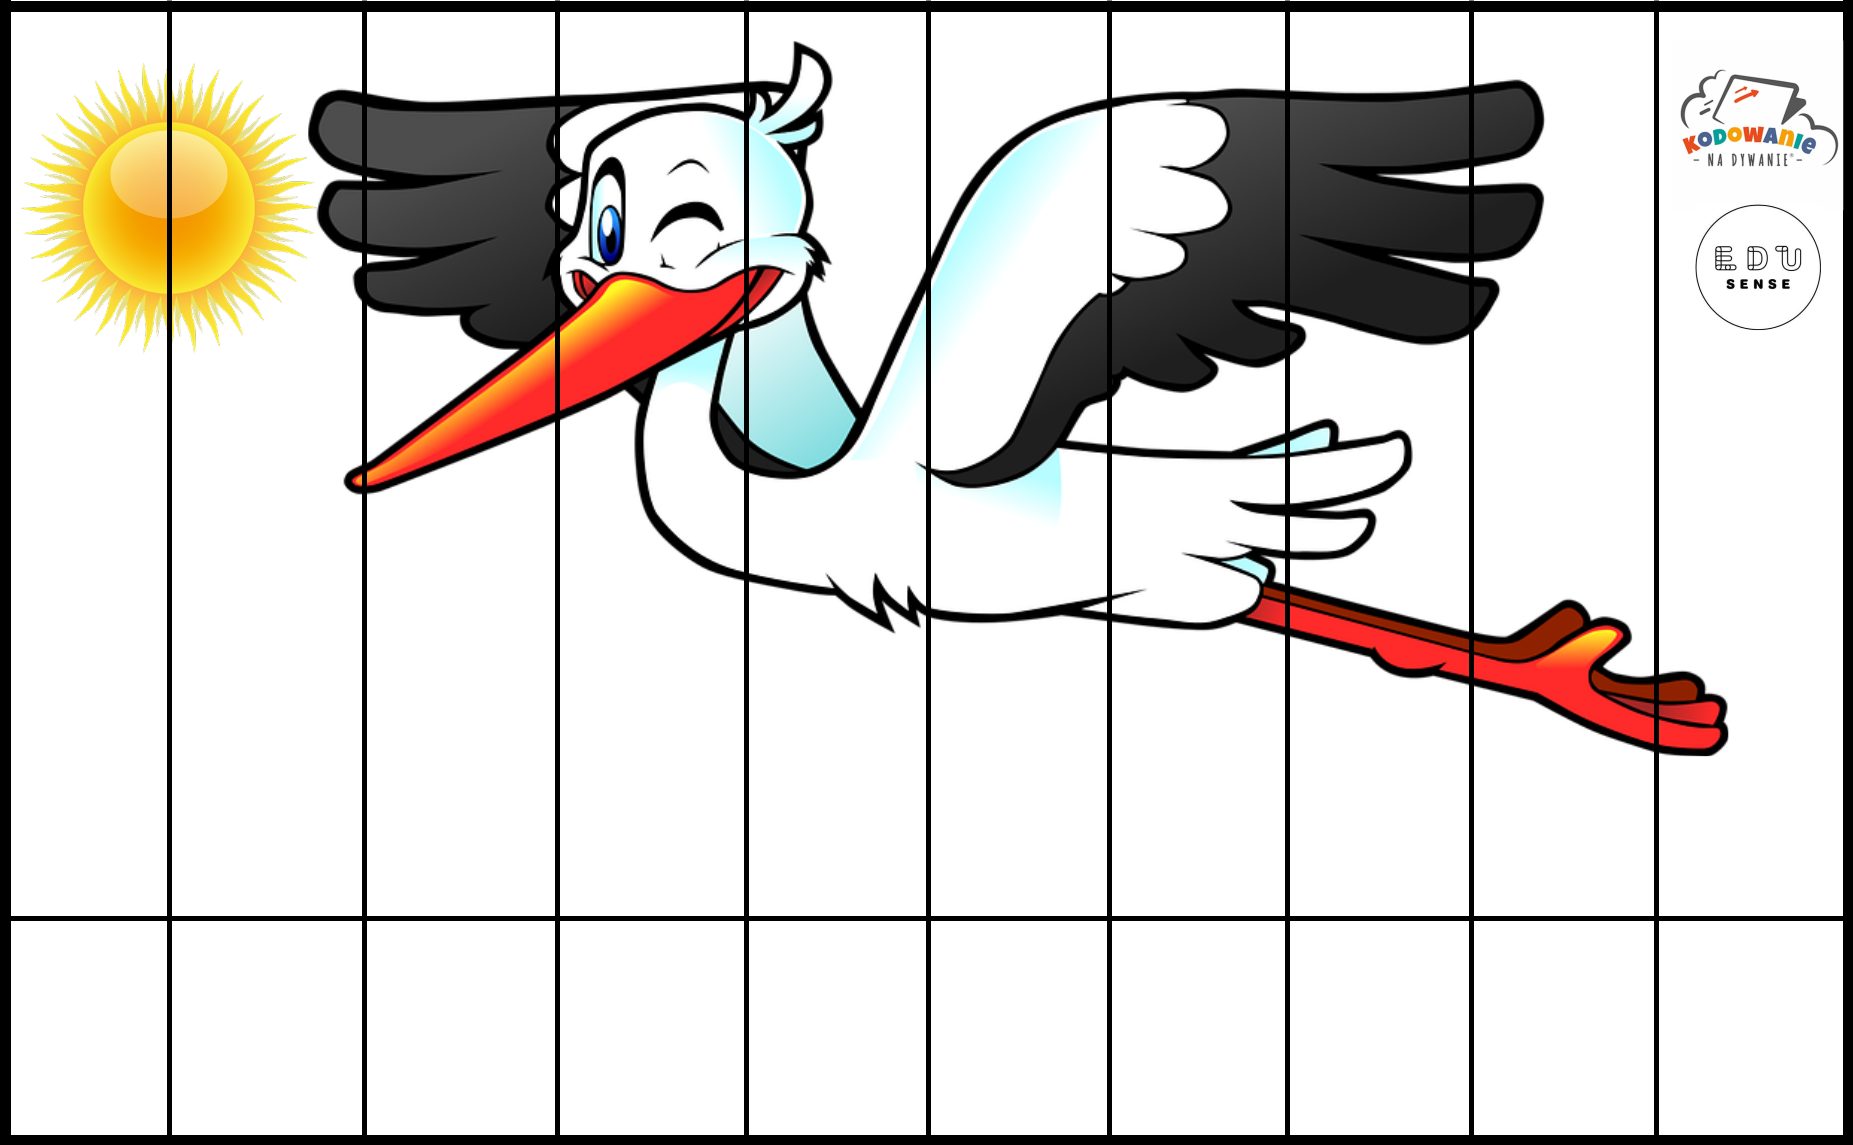 KODOWANIE
- NA DYWANIE® -
EDU
SENSE